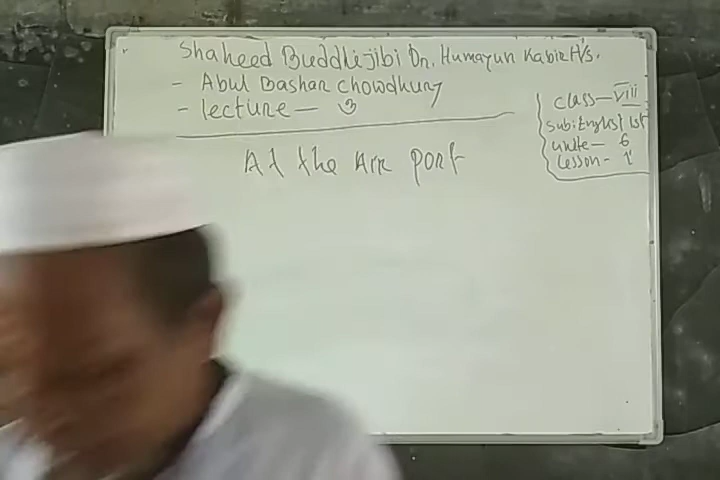 Shaheed Buddhijibi Dr. Humayun Kabir H/s.
- Abul Bashar Chowdhury
- lecture — ৩
Class - VIII
Sub: English 1st
unite - 6
Lesson - 1
At the Air port